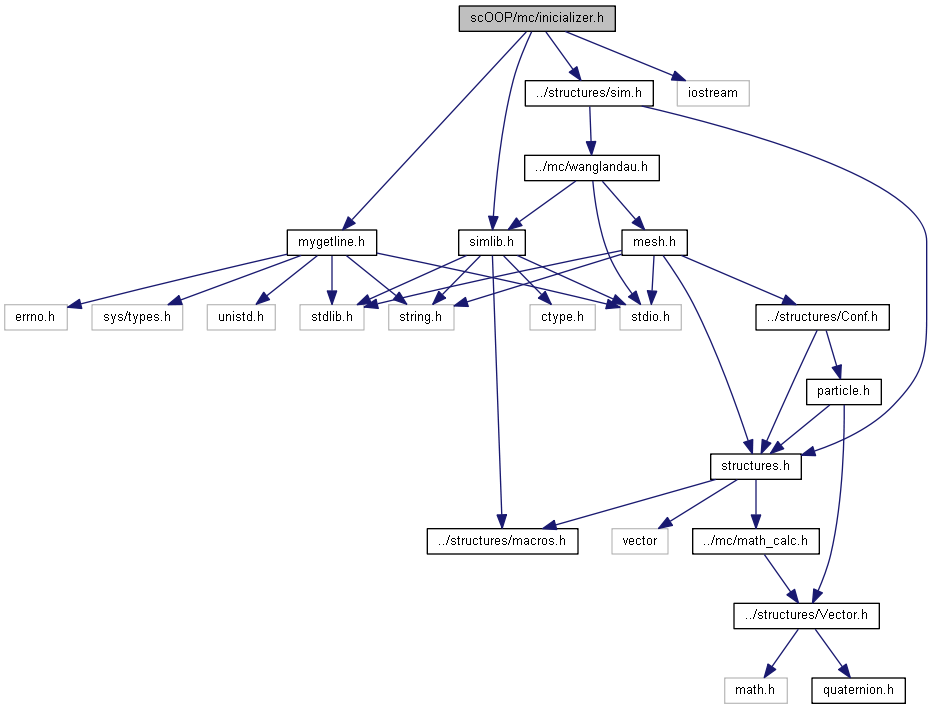 scOOP/mc/inicializer.h
../structures/sim.h
iostream
../mc/wanglandau.h
mygetline.h
simlib.h
mesh.h
errno.h
sys/types.h
unistd.h
stdlib.h
string.h
ctype.h
stdio.h
../structures/Conf.h
particle.h
structures.h
../structures/macros.h
vector
../mc/math_calc.h
../structures/Vector.h
math.h
quaternion.h